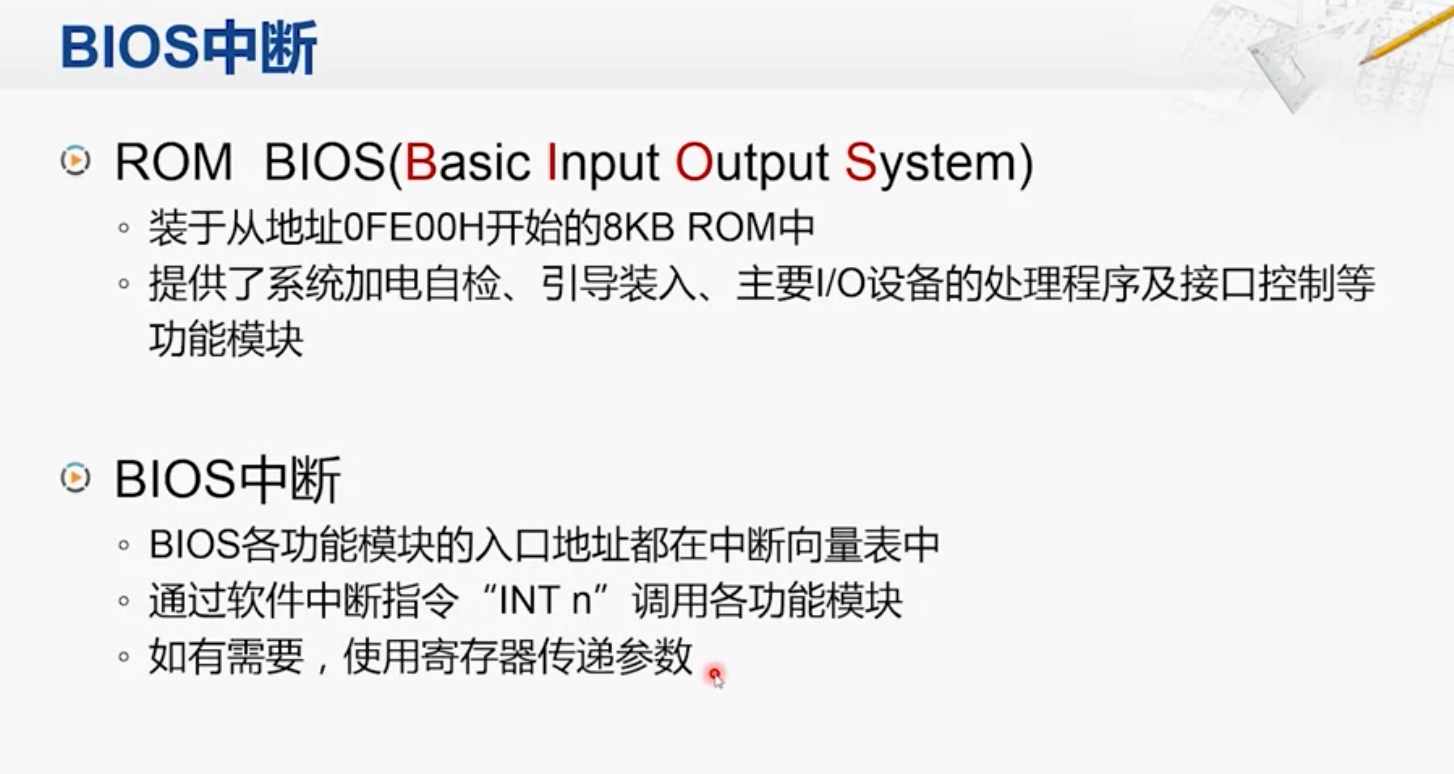 BIOS中断
ROM BIOS(Basic Input Output System)
装于从地址0FE00H开始的8KB ROM中
提供了系统加电自检、引导装入、主要I/O设备的处理程序及接口控制等
功能模块
BIOS中断
BIOS各功能模块的入口地址都在中断向量表中
通过软件中断指令“INT n”调用各功能模块
如有需要，使用寄存器传递参数